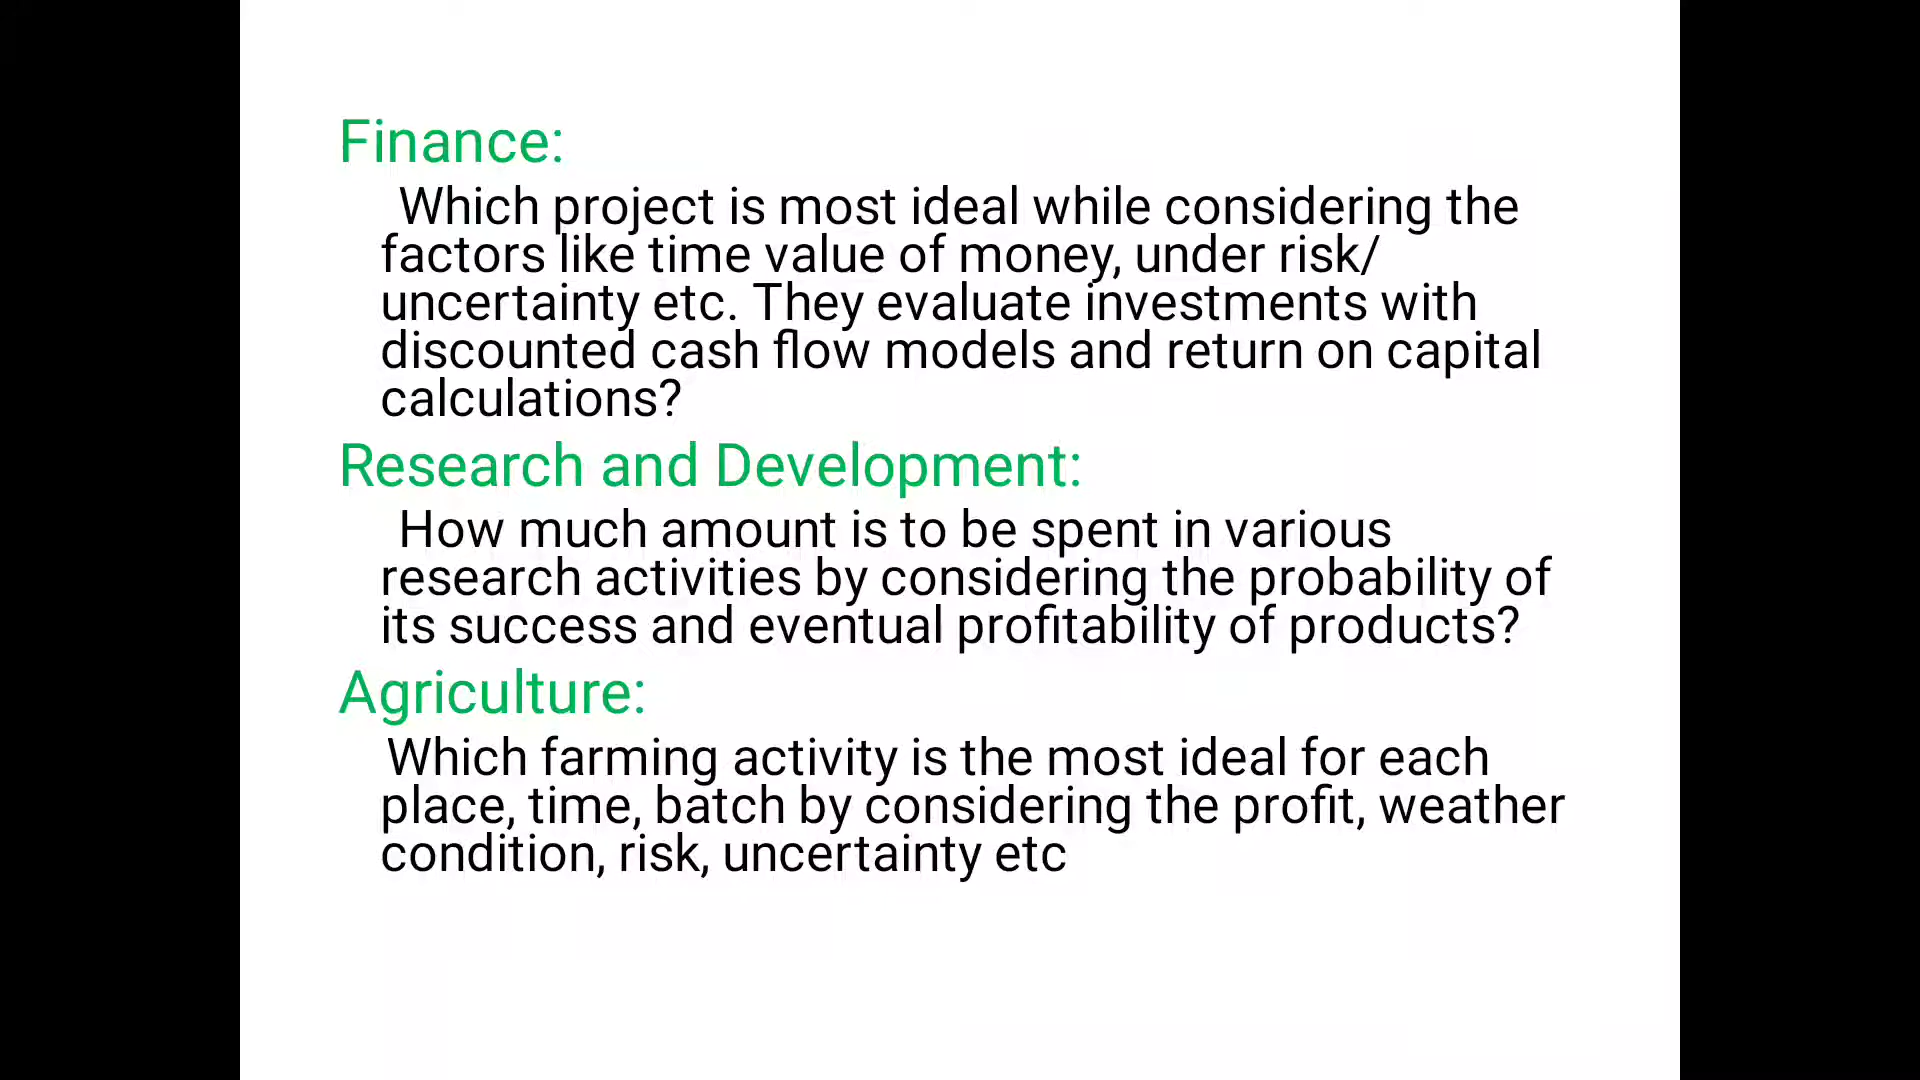 Finance:
Which project is most ideal while considering the
factors like time value of money, under risk/
uncertainty etc. They evaluate investments with
discounted cash flow models and return on capital
calculations?
Research and Development:
How much amount is to be spent in various
research activities by considering the probability of
its success and eventual profitability of products?
Agriculture:
Which farming activity is the most ideal for each
place, time, batch by considering the profit, weather
condition, risk, uncertainty etc